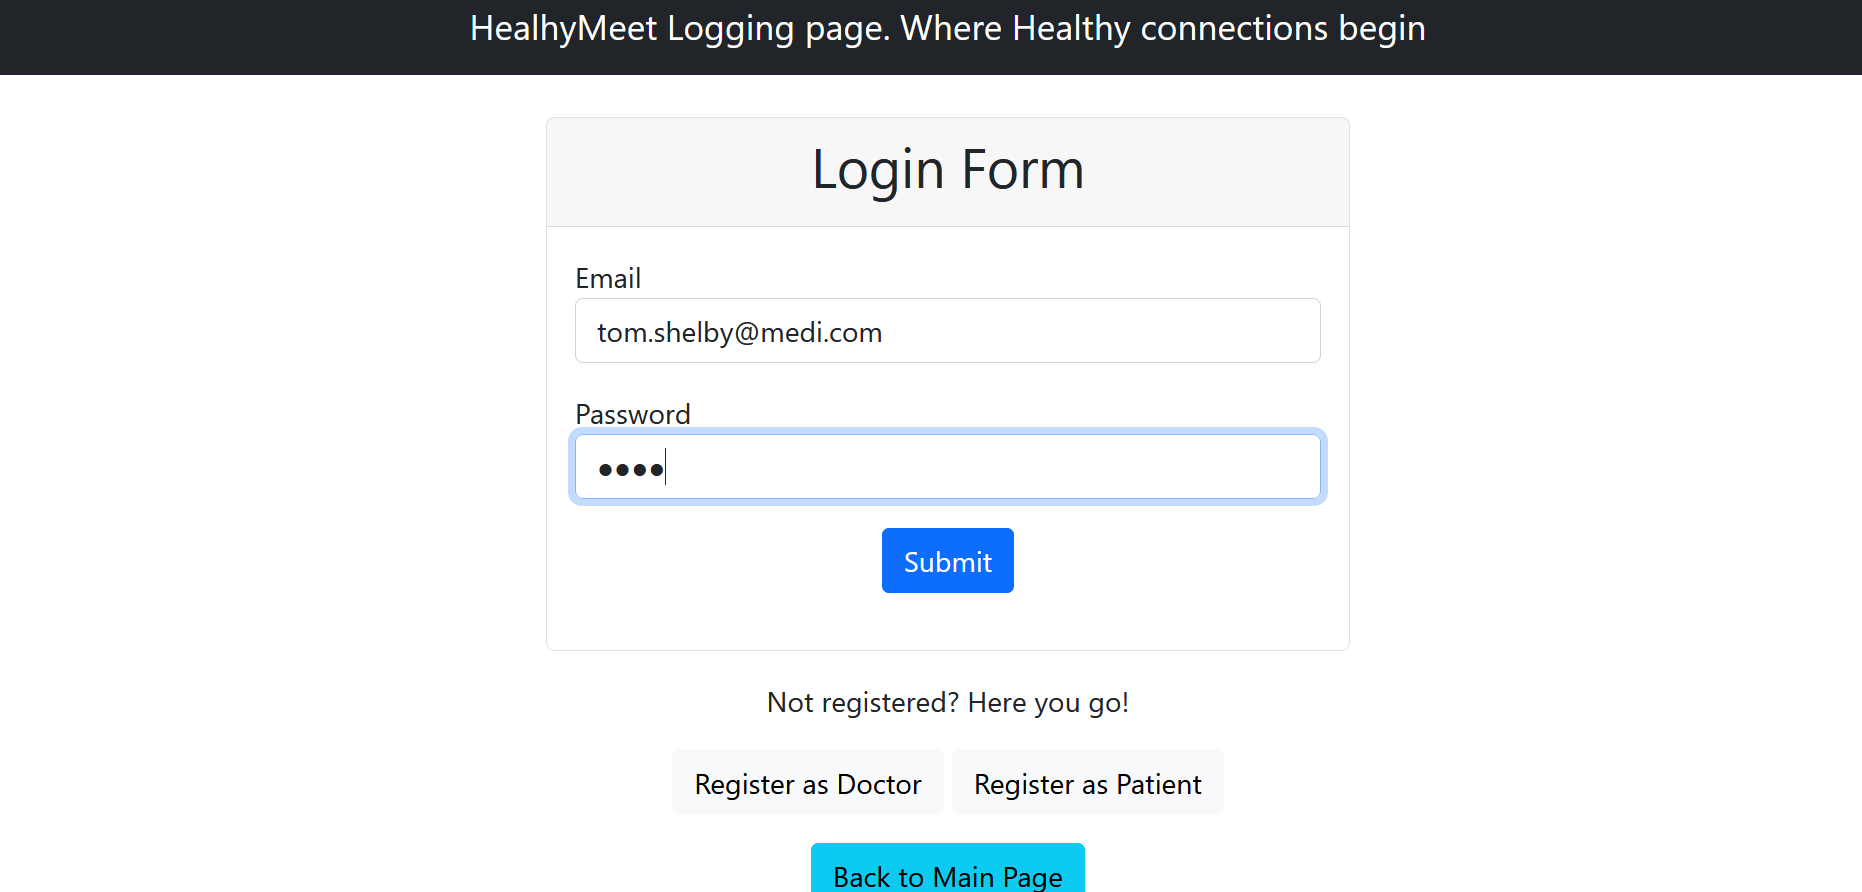 HealhyMeet Logging page. Where Healthy connections begin
Login Form
Email
tom.shelby@medi.com
Password
••••
Submit
Not registered? Here you go!
Register as Doctor
Register as Patient
Back to Main Page